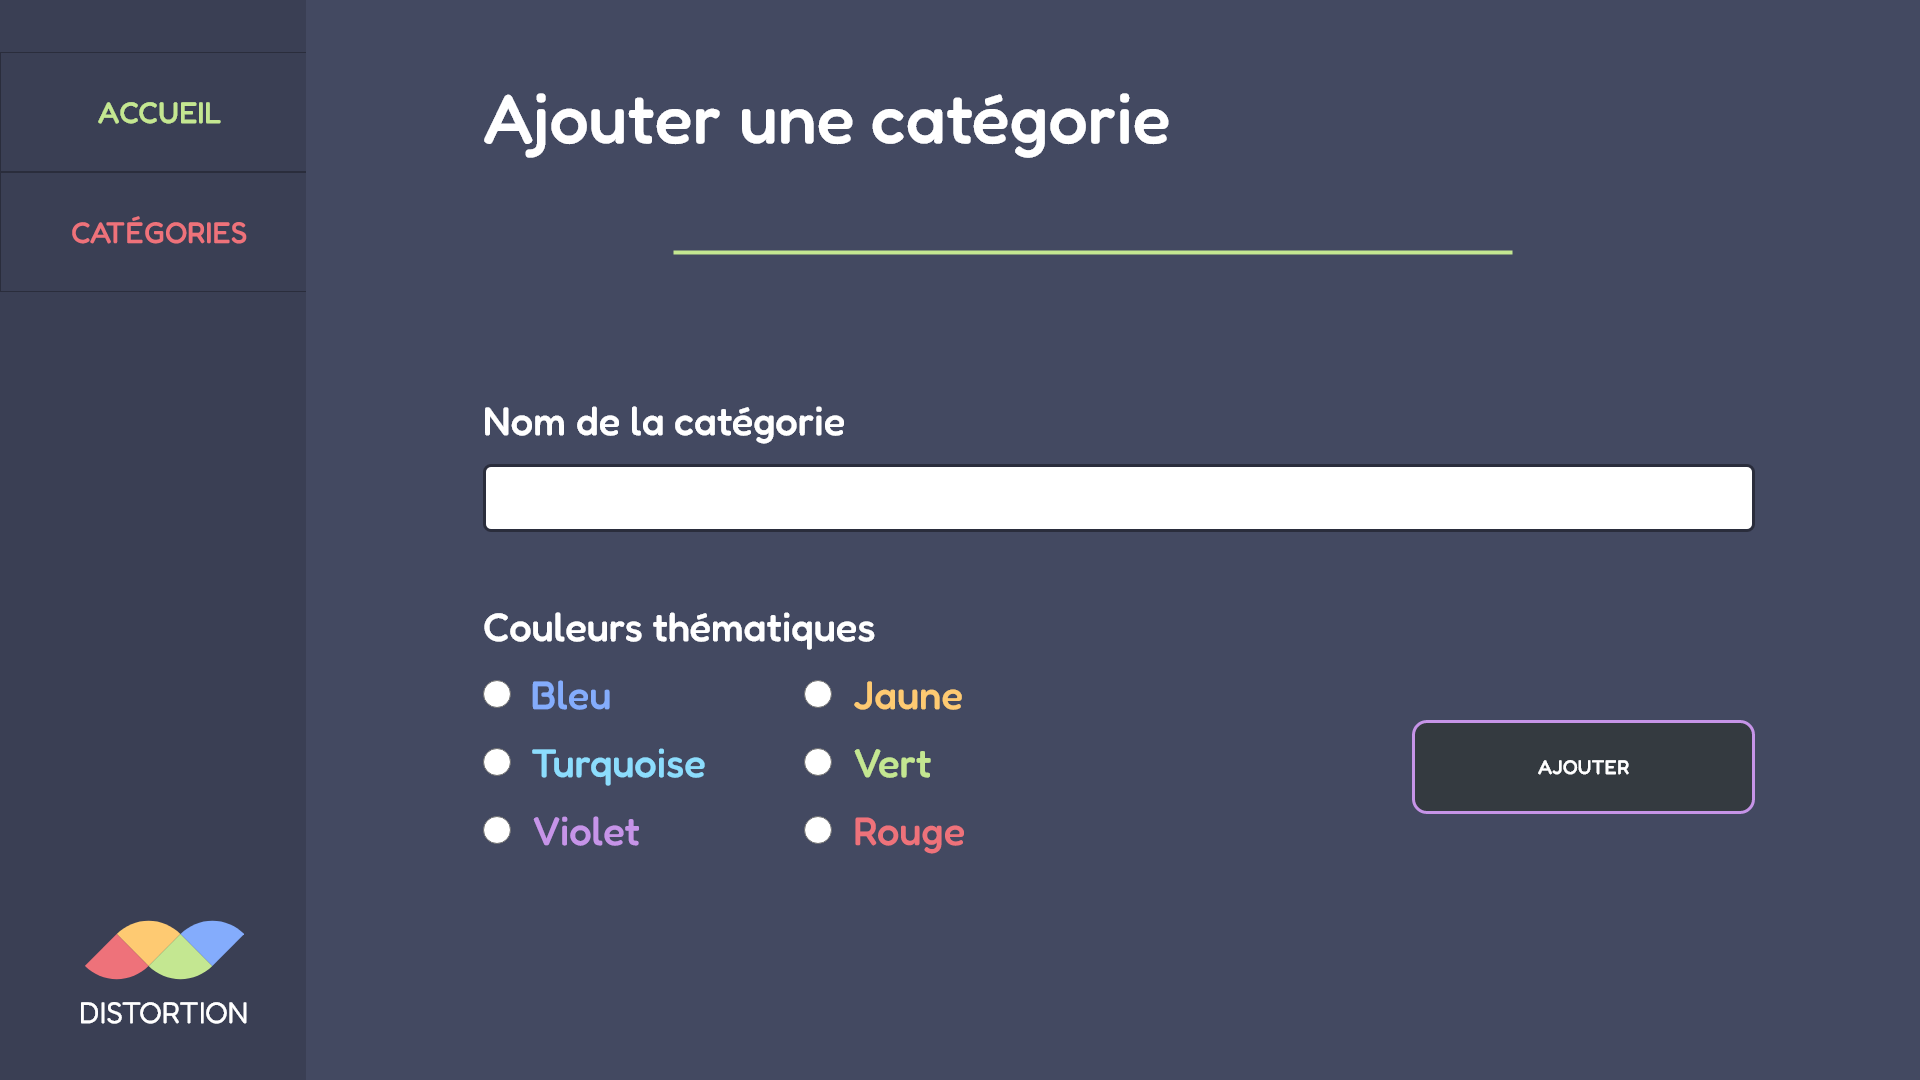 ACCUEIL
CATÉGORIES
Ajouter une catégorie
Nom de la catégorie
Couleurs thématiques
Bleu
Jaune
Turquoise
Vert
Violet
Rouge
AJOUTER
DISTORTION